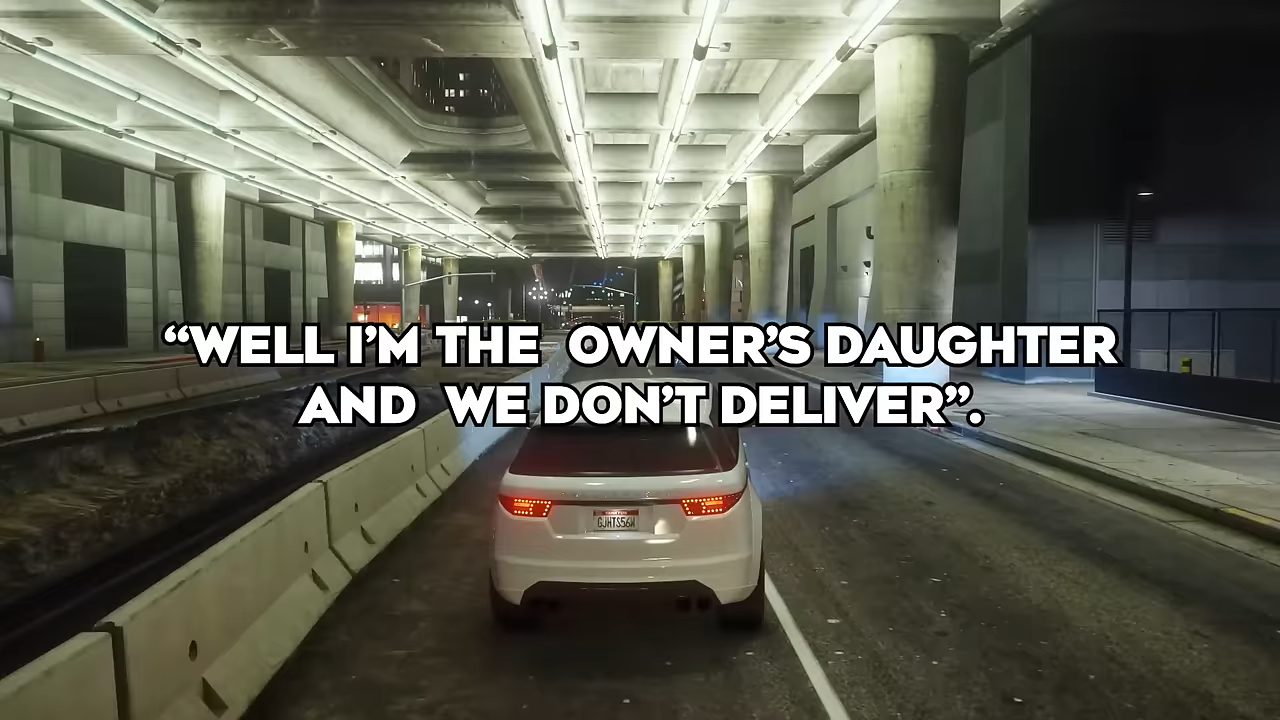 “WELL I’M THE  OWNER’S DAUGHTER
AND  WE DON’T DELIVER”.
GJHTS56W